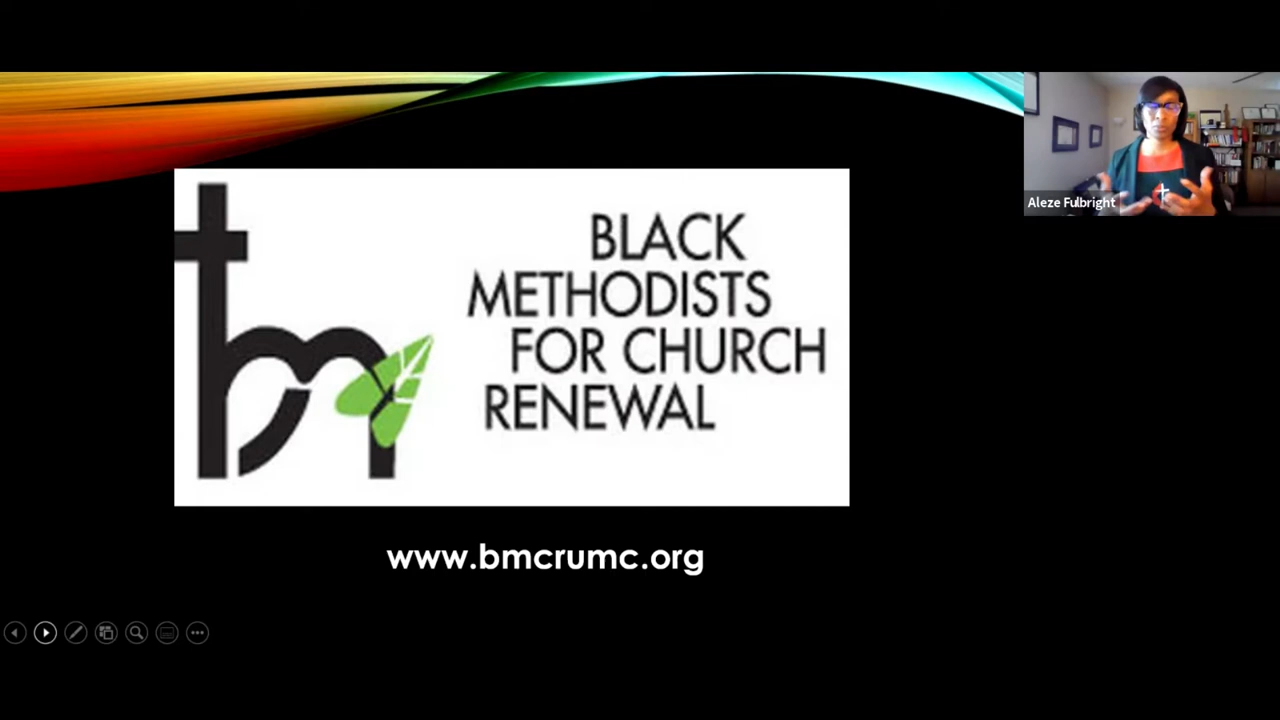 Aleze Fulbright
BLACK
METHODISTS
FOR CHURCH
RENEWAL
www.bmcrumc.org